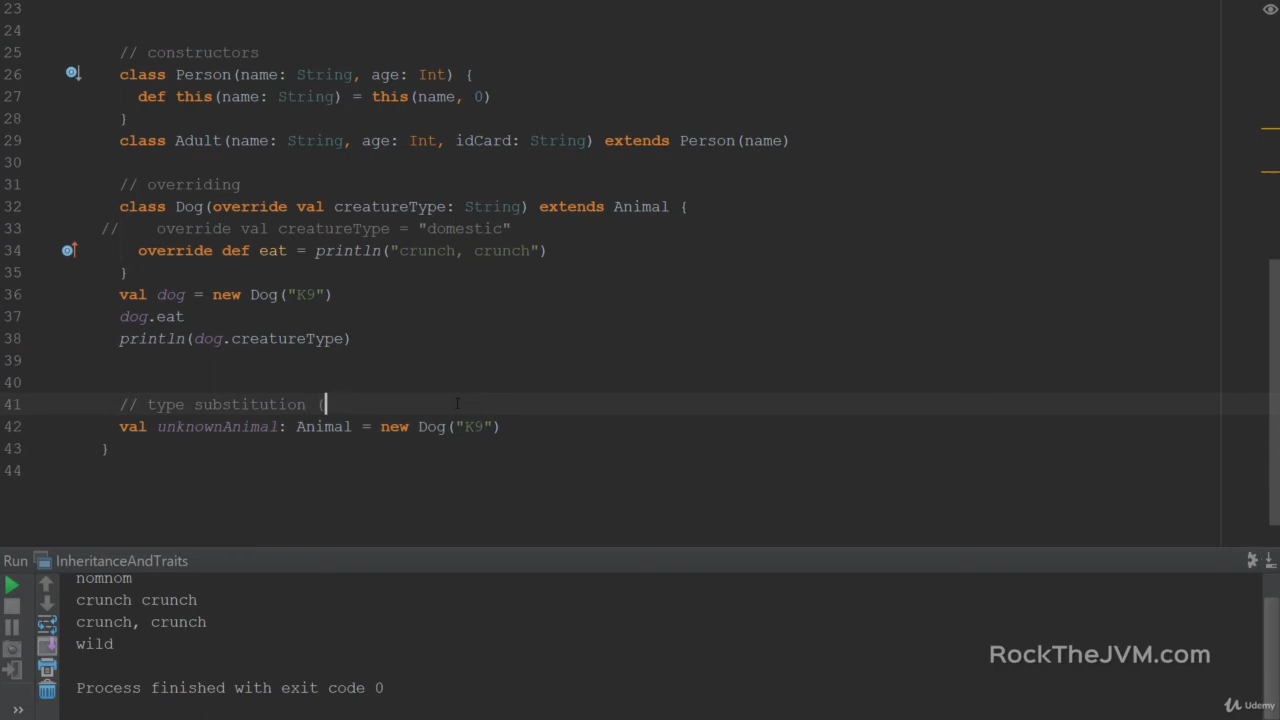 23
24
25 // constructors
26 class Person(name: String, age: Int) {
27 def this(name: String) = this(name, 0)
28 }
29 class Adult(name: String, age: Int, idCard: String) extends Person(name)
30
31 // overriding
32 class Dog(override val creatureType: String) extends Animal {
33 // override val creatureType = "domestic"
34 override def eat = println("crunch, crunch")
35 }
36 val dog = new Dog("K9")
37 dog.eat
38 println(dog.creatureType)
39
40
41 // type substitution (
42 val unknownAnimal: Animal = new Dog("K9")
43 }
44
Run InheritanceAndTraits
nomnom
crunch crunch
crunch, crunch
wild
RockTheJVM.com
Process finished with exit code 0
Udemy